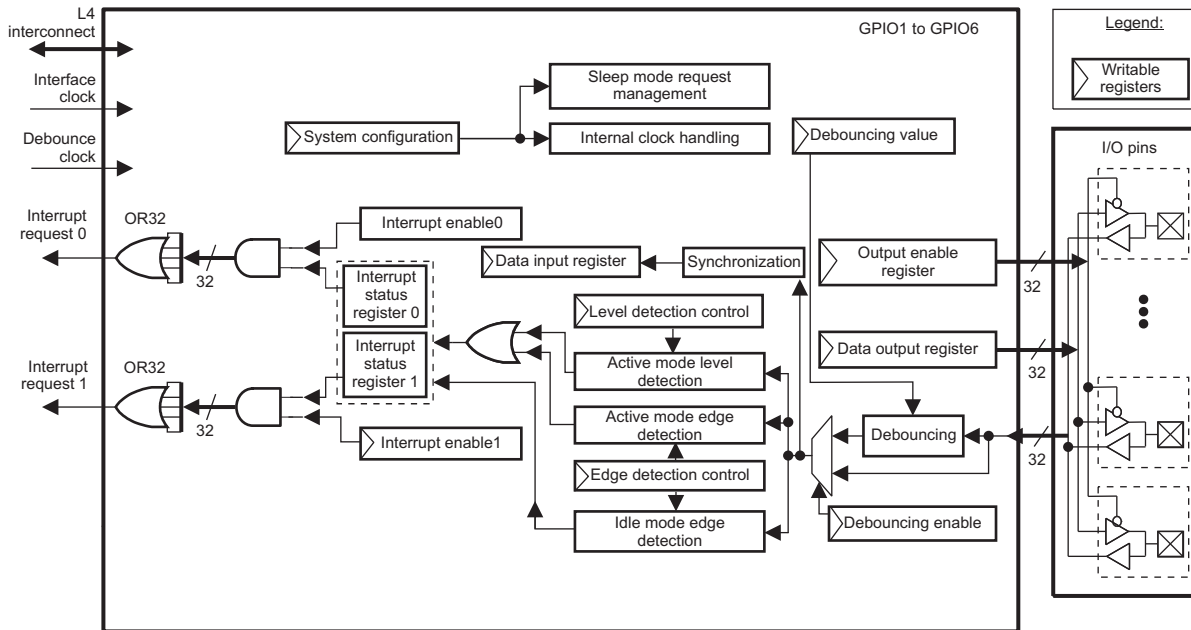 L4
interconnect
GPIO1 to GPIO6
Legend:
Writable
registers
Interface
clock
Debounce
clock
Sleep mode request
management
System configuration
Internal clock handling
Debouncing value
I/O pins
Interrupt
request 0
OR32
32
Interrupt enable0
Interrupt
status
register 0
Data input register
Synchronization
Output enable
register
32
Level detection control
Interrupt
request 1
OR32
32
Interrupt
status
register 1
Interrupt enable1
Active mode level
detection
Data output register
32
Active mode edge
detection
Debouncing
32
Edge detection control
Idle mode edge
detection
Debouncing enable